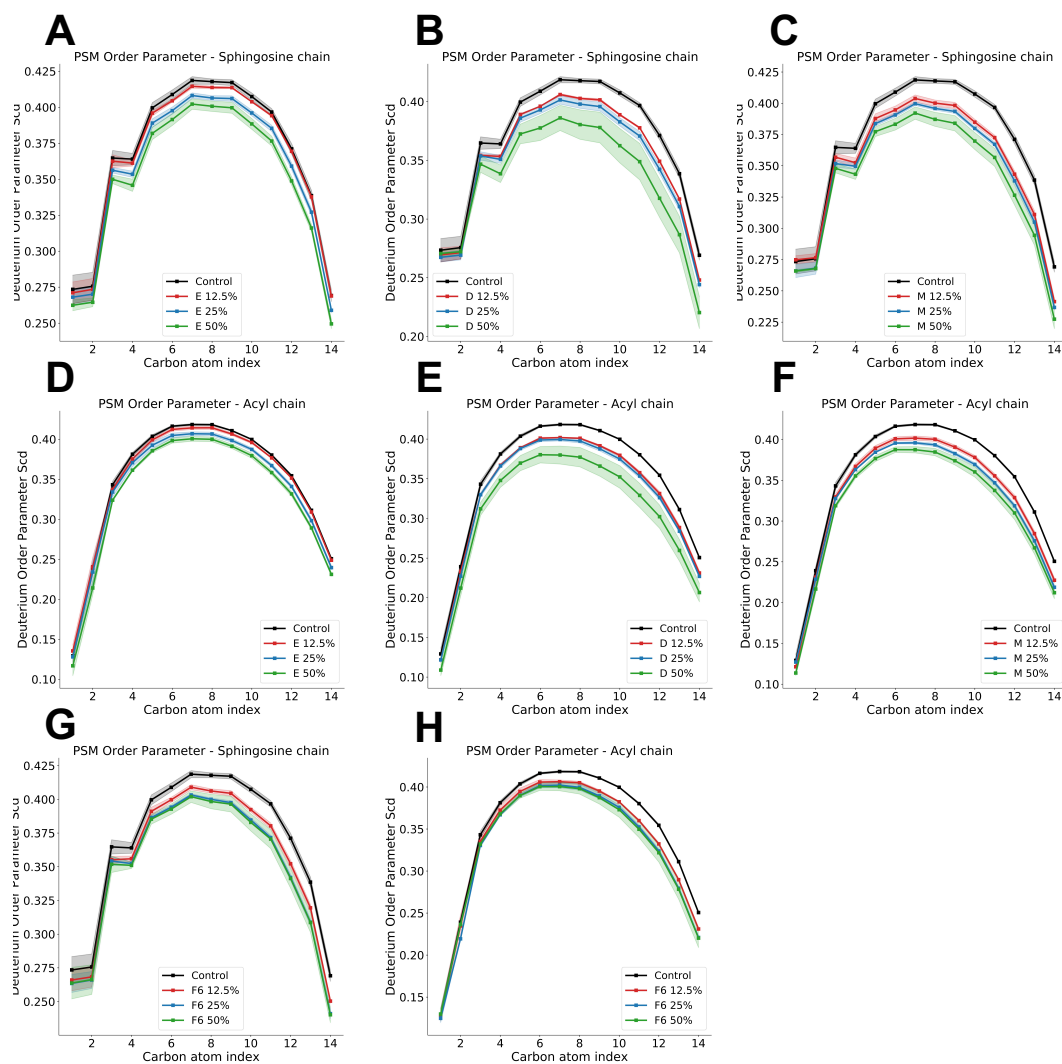 A
PSM Order Parameter - Sphingosine chain
Deuterium Order Parameter Scd
0.425
0.400
0.375
0.350
0.325
0.300
0.275
0.250
2 4 6 8 10 12 14
Carbon atom index
Control
E 12.5%
E 25%
E 50%
B
PSM Order Parameter - Sphingosine chain
Deuterium Order Parameter Scd
0.40
0.35
0.30
0.25
0.20
2 4 6 8 10 12 14
Carbon atom index
Control
D 12.5%
D 25%
D 50%
C
PSM Order Parameter - Sphingosine chain
Deuterium Order Parameter Scd
0.425
0.400
0.375
0.350
0.325
0.300
0.275
0.250
0.225
2 4 6 8 10 12 14
Carbon atom index
Control
M 12.5%
M 25%
M 50%
D
PSM Order Parameter - Acyl chain
Deuterium Order Parameter Scd
0.40
0.35
0.30
0.25
0.20
0.15
0.10
2 4 6 8 10 12 14
Carbon atom index
Control
E 12.5%
E 25%
E 50%
E
PSM Order Parameter - Acyl chain
Deuterium Order Parameter Scd
0.40
0.35
0.30
0.25
0.20
0.15
0.10
2 4 6 8 10 12 14
Carbon atom index
Control
D 12.5%
D 25%
D 50%
F
PSM Order Parameter - Acyl chain
Deuterium Order Parameter Scd
0.40
0.35
0.30
0.25
0.20
0.15
0.10
2 4 6 8 10 12 14
Carbon atom index
Control
M 12.5%
M 25%
M 50%
G
PSM Order Parameter - Sphingosine chain
Deuterium Order Parameter Scd
0.425
0.400
0.375
0.350
0.325
0.300
0.275
0.250
2 4 6 8 10 12 14
Carbon atom index
Control
F6 12.5%
F6 25%
F6 50%
H
PSM Order Parameter - Acyl chain
Deuterium Order Parameter Scd
0.40
0.35
0.30
0.25
0.20
0.15
2 4 6 8 10 12 14
Carbon atom index
Control
F6 12.5%
F6 25%
F6 50%